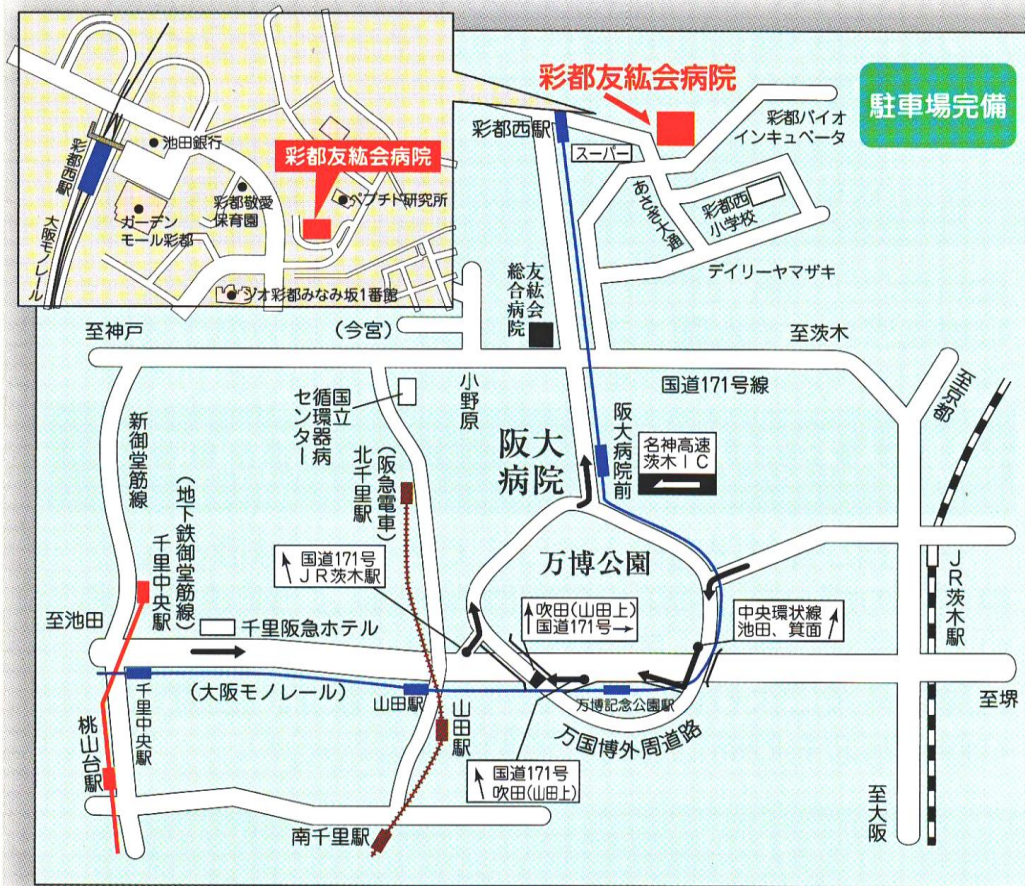 彩都友紘会病院
駐車場完備
彩都西駅
スーパー
彩都バイオ
インキュベータ
あさぎ大通
彩都西
小学校
デイリーヤマザキ
池田銀行
彩都西駅
大阪モノレール
彩都友紘会病院
彩都敬愛
保育園
ペプチド研究所
ガーデン
モール彩都
ジオ彩都みなみ坂1番館
友紘会
総合病院
至神戸
(今宮)
至茨木
国道171号線
小野原
至京都
国立
循環器病
センター
新御堂筋線
(地下鉄御堂筋線)
千里中央駅
(阪急電車)
北千里駅
阪大
病院
阪大病院前
名神高速
茨木IC
万博公園
国道171号
JR茨木駅
吹田(山田上)
国道171号→
中央環状線
池田、箕面
JR茨木駅
至池田
千里阪急ホテル
(大阪モノレール)
千里中央駅
山田駅
山田駅
万博記念公園駅
万国博外周道路
至堺
桃山台駅
国道171号
吹田(山田上)
至大阪
南千里駅